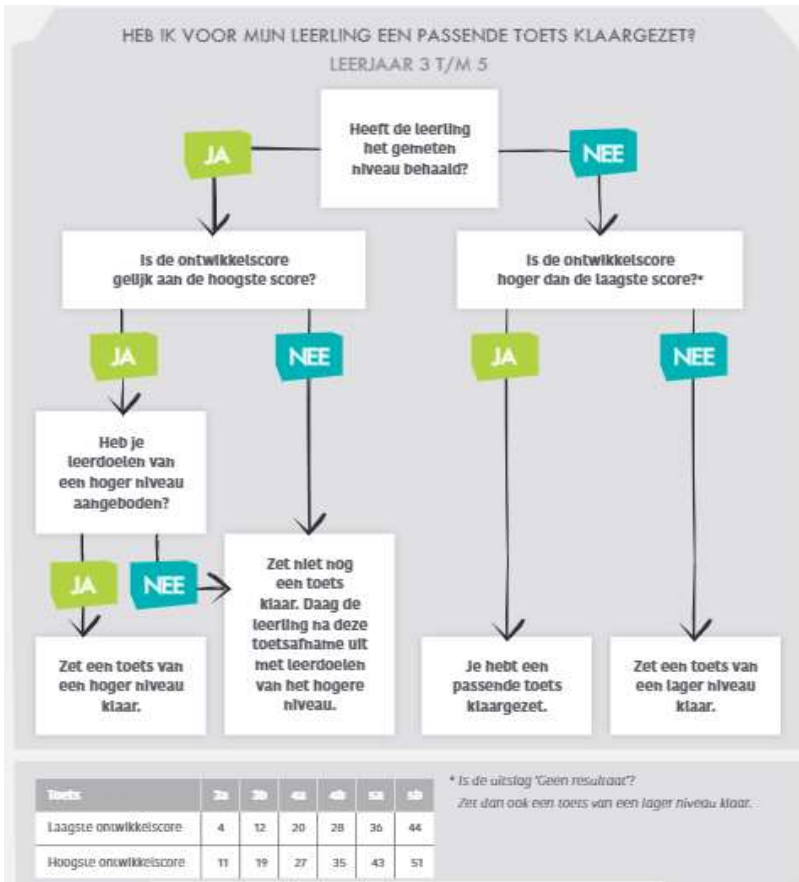 HEB IK VOOR MIJN LEERLING EEN PASSENDE TOETS KLAARGEZET?
LEERJAAR 3 T/M 5
Heeft de leerling
het gemeten
niveau behaald?
JA
NEE
Is de ontwikkelscore
gelijk aan de hoogste score?
Is de ontwikkelscore
hoger dan de laagste score?*
JA
NEE
JA
NEE
Heb je
leerdoelen van
een hoger niveau
aangeboden?
JA
NEE
Zet een toets van
een hoger niveau
klaar.
Zet niet nog
een toets
klaar. Daag de
leerling na deze
toetsafname uit
met leerdoelen
van het hogere
niveau.
Je hebt een
passende toets
klaargezet.
Zet een toets van
een lager niveau
klaar.
Toets 3a 3b 4a 4b 5a 5b
Laagste ontwikkelscore 4 12 20 28 36 44
Hoogste ontwikkelscore 11 19 27 35 43 51
* Is de uitslag 'Geen resultaat'?
Zet dan ook een toets van een lager niveau klaar.